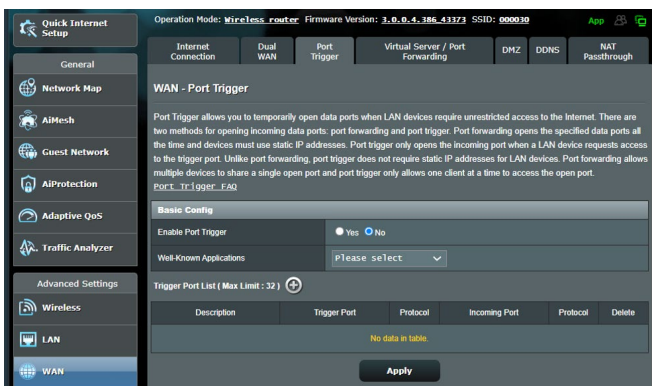 Quick Internet
Setup
Operation Mode: Wireless router Firmware Version: 3.0.0.4.386_43373 SSID: 000030
App
General
Network Map
AiMesh
Guest Network
AiProtection
Adaptive QoS
Traffic Analyzer
Advanced Settings
Wireless
LAN
WAN
Internet
Connection
Dual
WAN
Port
Trigger
Virtual Server / Port
Forwarding
DMZ
DDNS
NAT
Passthrough
WAN - Port Trigger
Port Trigger allows you to temporarily open data ports when LAN devices require unrestricted access to the Internet. There are
two methods for opening incoming data ports: port forwarding and port trigger. Port forwarding opens the specified data ports all
the time and devices must use static IP addresses. Port trigger only opens the incoming port when a LAN device requests access
to the trigger port. Unlike port forwarding, port trigger does not require static IP addresses for LAN devices. Port forwarding allows
multiple devices to share a single open port and port trigger only allows one client at a time to access the open port.
Port Trigger FAQ
Basic Config
Enable Port Trigger Yes No
Well-Known Applications Please select
Trigger Port List ( Max Limit : 32 )
Description Trigger Port Protocol Incoming Port Protocol Delete
No data in table.
Apply